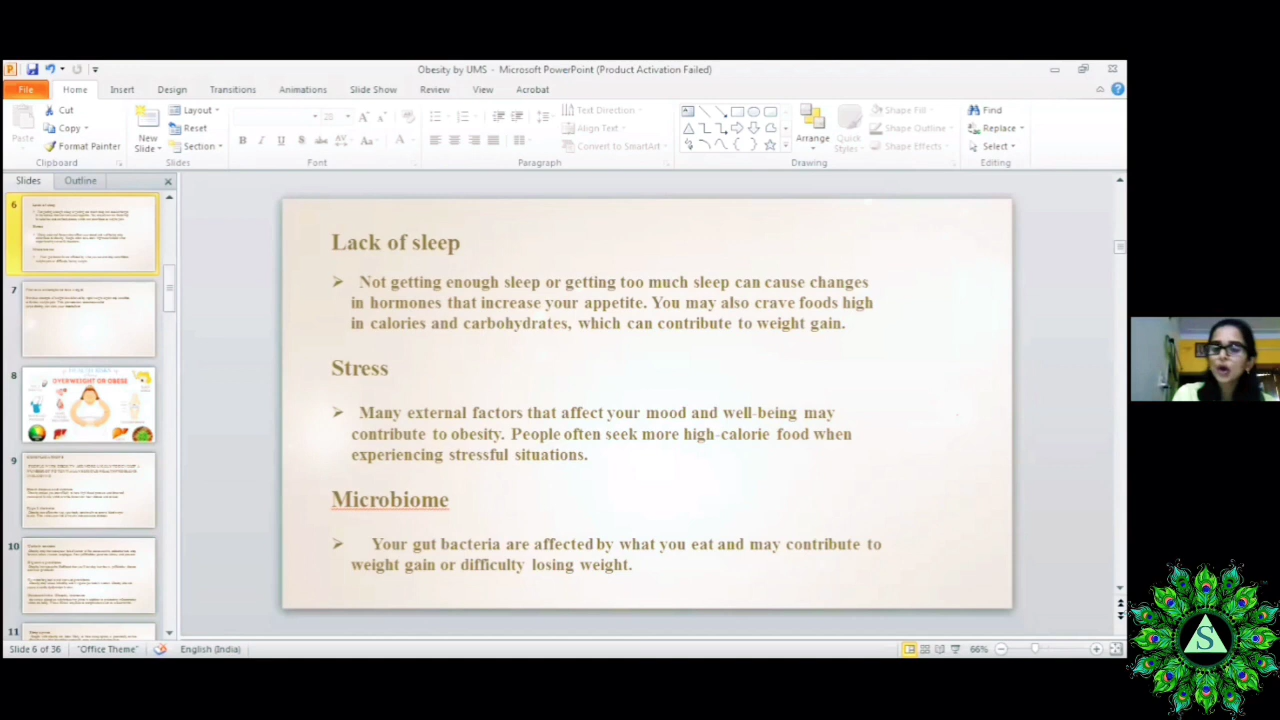 Obesity by UMS - Microsoft PowerPoint (Product Activation Failed)
File Home Insert Design Transitions Animations Slide Show Review View Acrobat
Paste
Cut
Copy
Format Painter
Clipboard
New Slide
Layout
Reset
Section
Slides
Font
Text Direction
Align Text
Convert to SmartArt
Paragraph
Arrange
Quick Styles
Shape Fill
Shape Outline
Shape Effects
Drawing
Find
Replace
Select
Editing
Slides Outline
6
7
8
OVERWEIGHT OR OBESE
9
10
11
Lack of sleep
Not getting enough sleep or getting too much sleep can cause changes
in hormones that increase your appetite. You may also crave foods high
in calories and carbohydrates, which can contribute to weight gain.
Stress
Many external factors that affect your mood and well-being may
contribute to obesity. People often seek more high-calorie food when
experiencing stressful situations.
Microbiome
Your gut bacteria are affected by what you eat and may contribute to
weight gain or difficulty losing weight.
Slide 6 of 36 "Office Theme" English (India) 66%
S